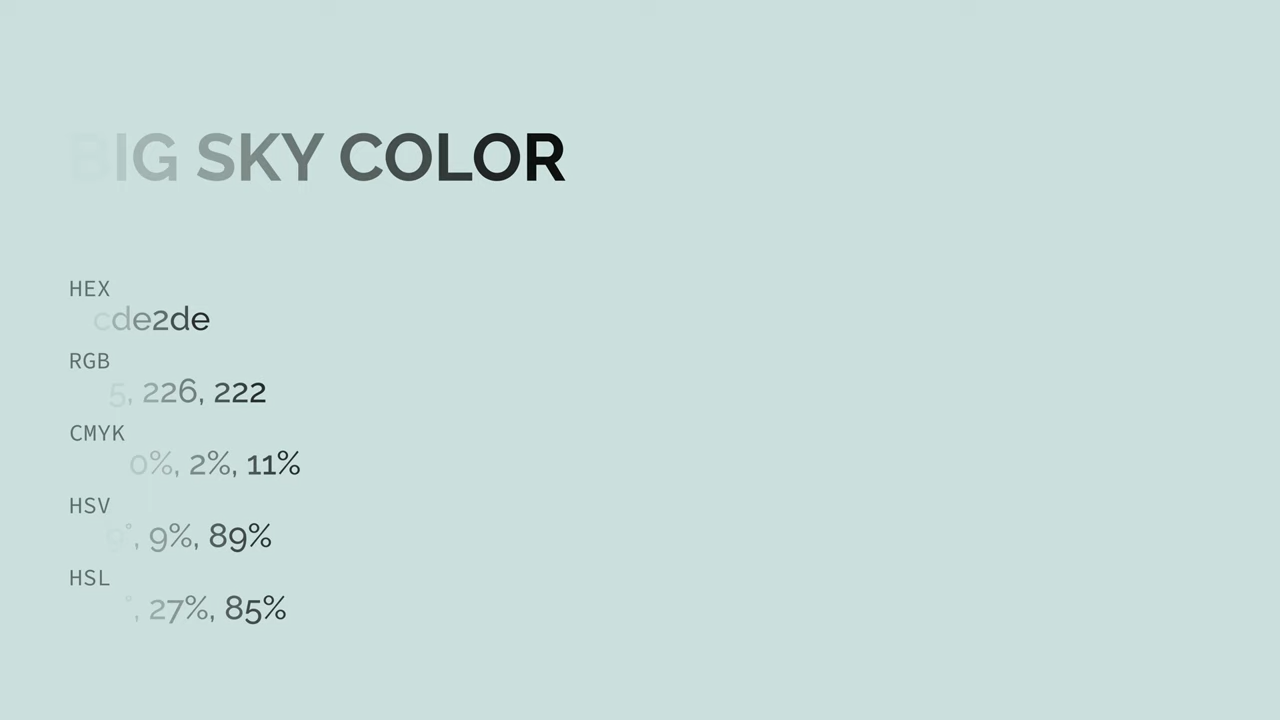 BIG SKY COLOR
HEX
cde2de
RGB
5, 226, 222
CMYK
0%, 2%, 11%
HSV
9°, 9%, 89%
HSL
°, 27%, 85%